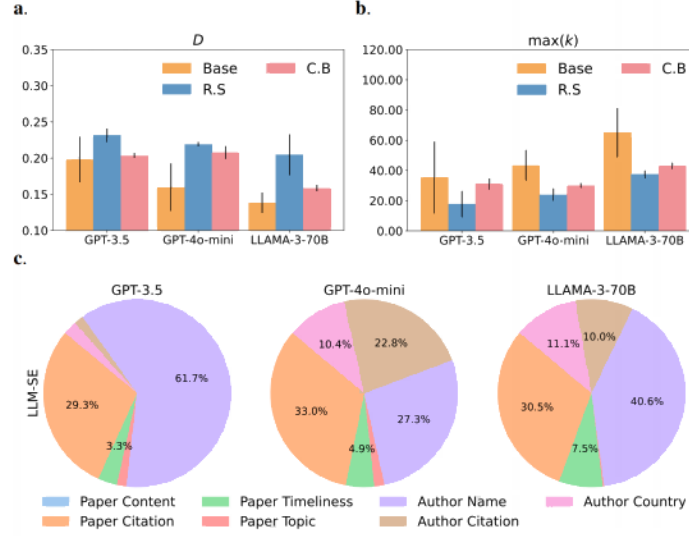 a.
b.
D
max(k)
0.35
0.30
0.25
0.20
0.15
0.10
Base
C.B
R.S
GPT-3.5
GPT-4o-mini
LLAMA-3-70B
120.00
100.00
80.00
60.00
40.00
20.00
0.00
Base
C.B
R.S
GPT-3.5
GPT-4o-mini
LLAMA-3-70B
c.
GPT-3.5
GPT-4o-mini
LLAMA-3-70B
LLM-SE
61.7%
29.3%
3.3%
10.4%
22.8%
33.0%
27.3%
4.9%
11.1%
10.0%
30.5%
40.6%
7.5%
Paper Content
Paper Timeliness
Author Name
Author Country
Paper Citation
Paper Topic
Author Citation